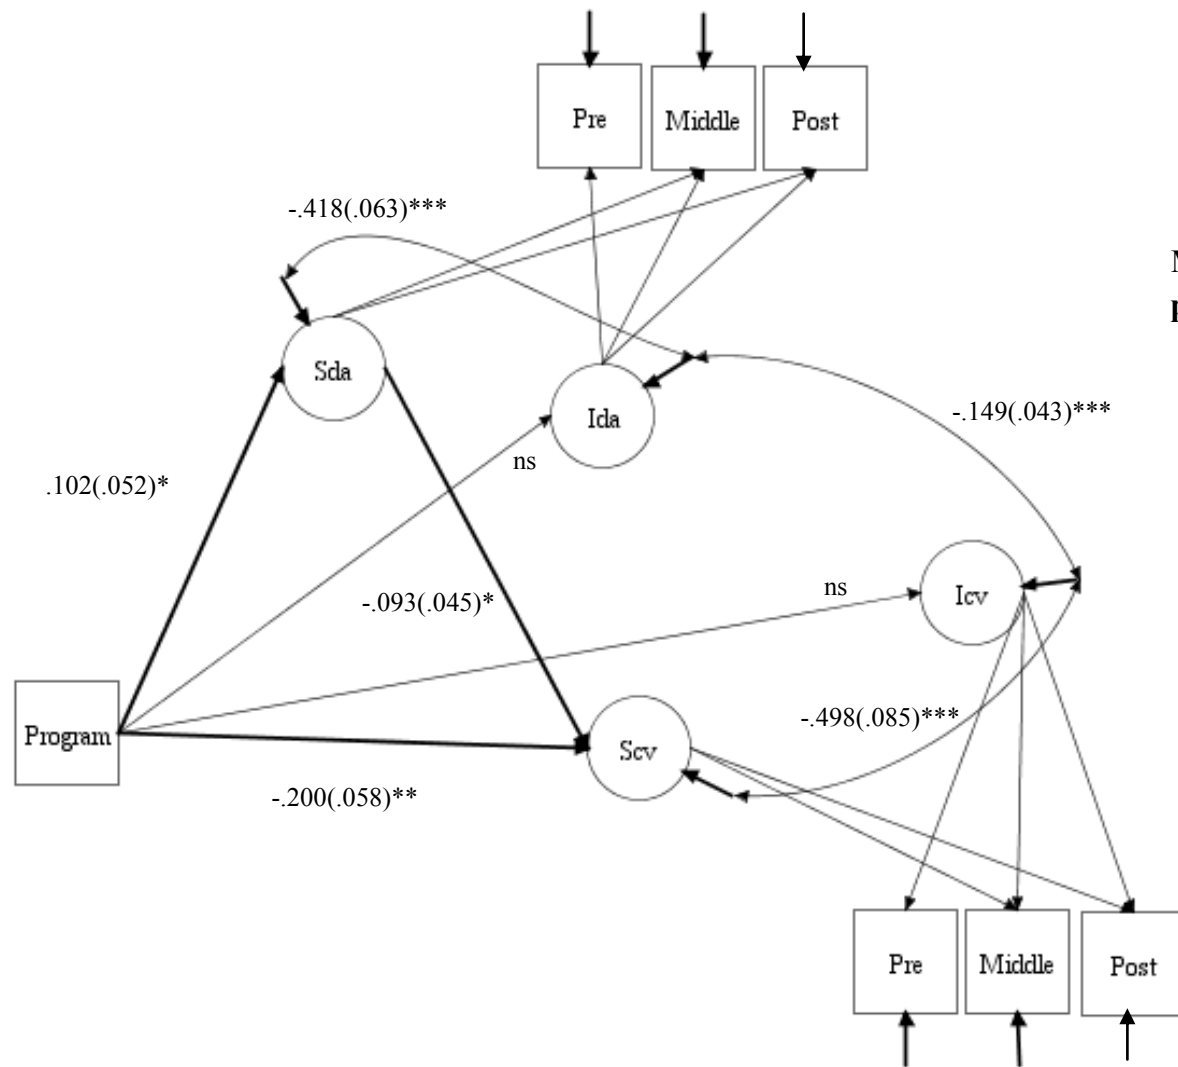 Pre Middle Post
-.418(.063)***
Sda
Ida
-.149(.043)***
ns
.102(.052)*
ns
Icv
-.093(.045)*
-.498(.085)***
Program
Scv
-.200(.058)**
Pre Middle Post